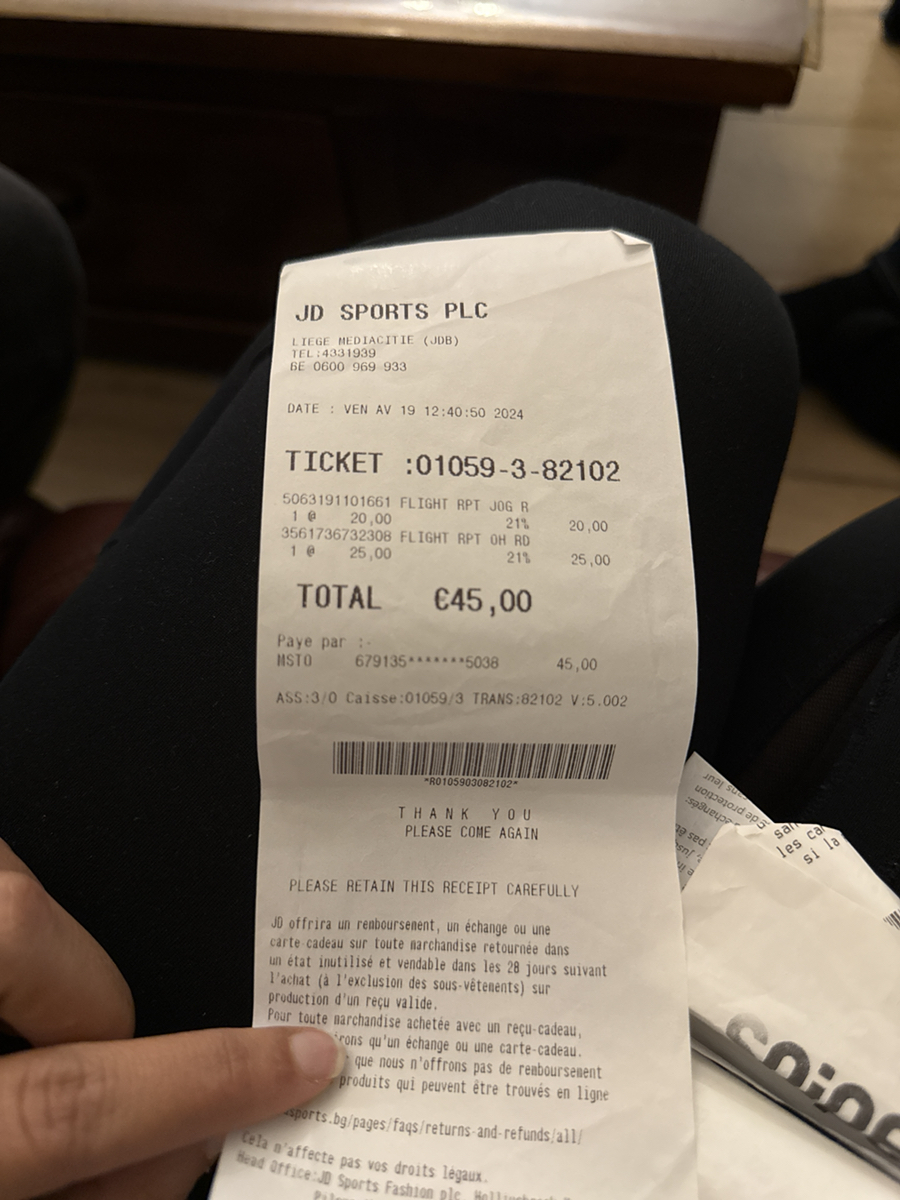 JD SPORTS PLC
LIEGE MEDIACITIE (JDB)
TEL:4331939
BE 0600 969 933
DATE : VEN AV 19 12:40:50 2024
TICKET :01059-3-82102
5063191101661 FLIGHT RPT JOG R
1 @ 20,00 21% 20,00
3561736732308 FLIGHT RPT OH RD
1 @ 25,00 21% 25,00
TOTAL €45,00
Paye par :-
MSTO 679135*******5038 45,00
ASS:3/0 Caisse:01059/3 TRANS:82102 V:5.002
*R0105903082102*
THANK YOU
PLEASE COME AGAIN
PLEASE RETAIN THIS RECEIPT CAREFULLY
JD offrira un remboursement, un échange ou une
carte-cadeau sur toute marchandise retournée dans
un état inutilisé et vendable dans les 28 jours suivant
l'achat (à l'exclusion des sous-vêtements) sur
production d'un reçu valide.
Pour toute marchandise achetée avec un reçu-cadeau,
qu'un échange ou une carte-cadeau.
que nous n'offrons pas de remboursement
produits qui peuvent être trouvés en ligne
sports.bg/pages/faqs/returns-and-refunds/all/
Cela n'affecte pas vos droits légaux.
Head Office:JD Sports Fashion plc,
de protection
les
si la